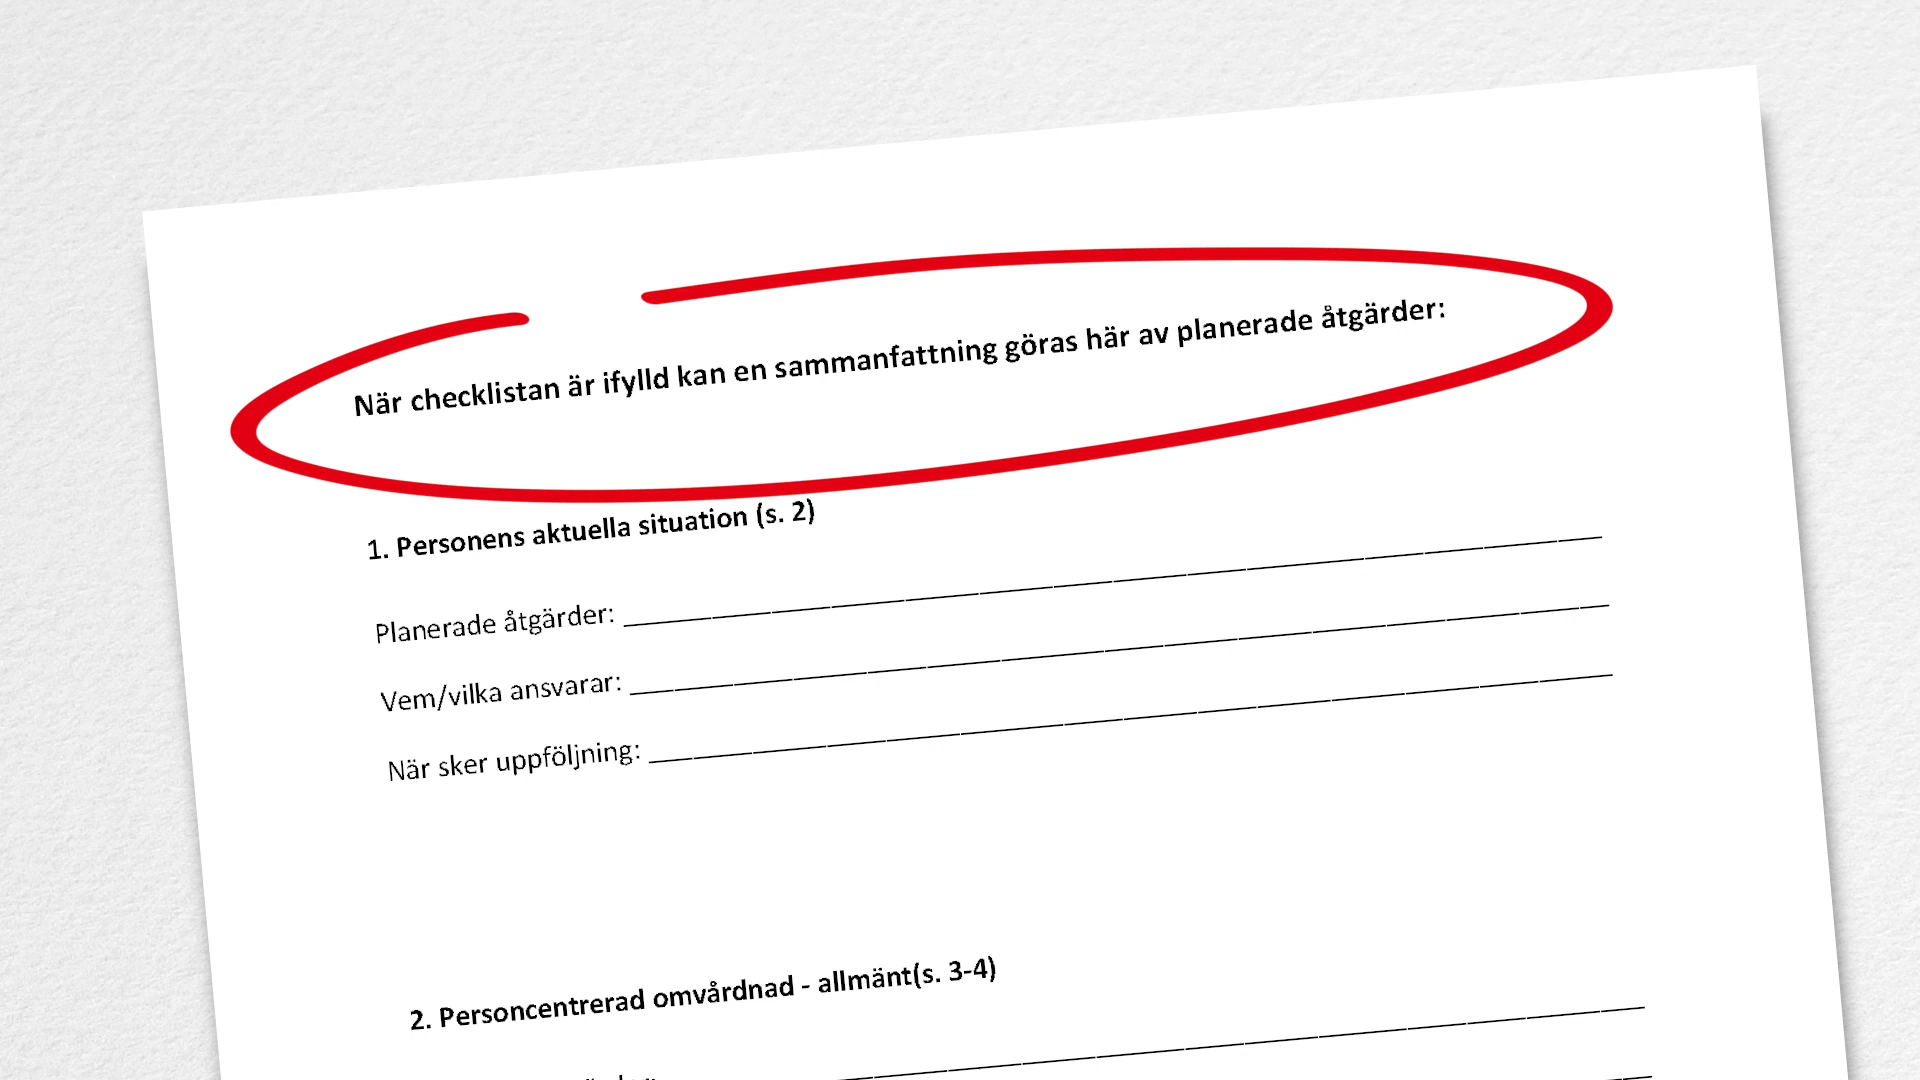 När checklistan är ifylld kan en sammanfattning göras här av planerade åtgärder:
1. Personens aktuella situation (s. 2)
Planerade åtgärder:
Vem/vilka ansvarar:
När sker uppföljning:
2. Personcentrerad omvårdnad - allmänt(s. 3-4)